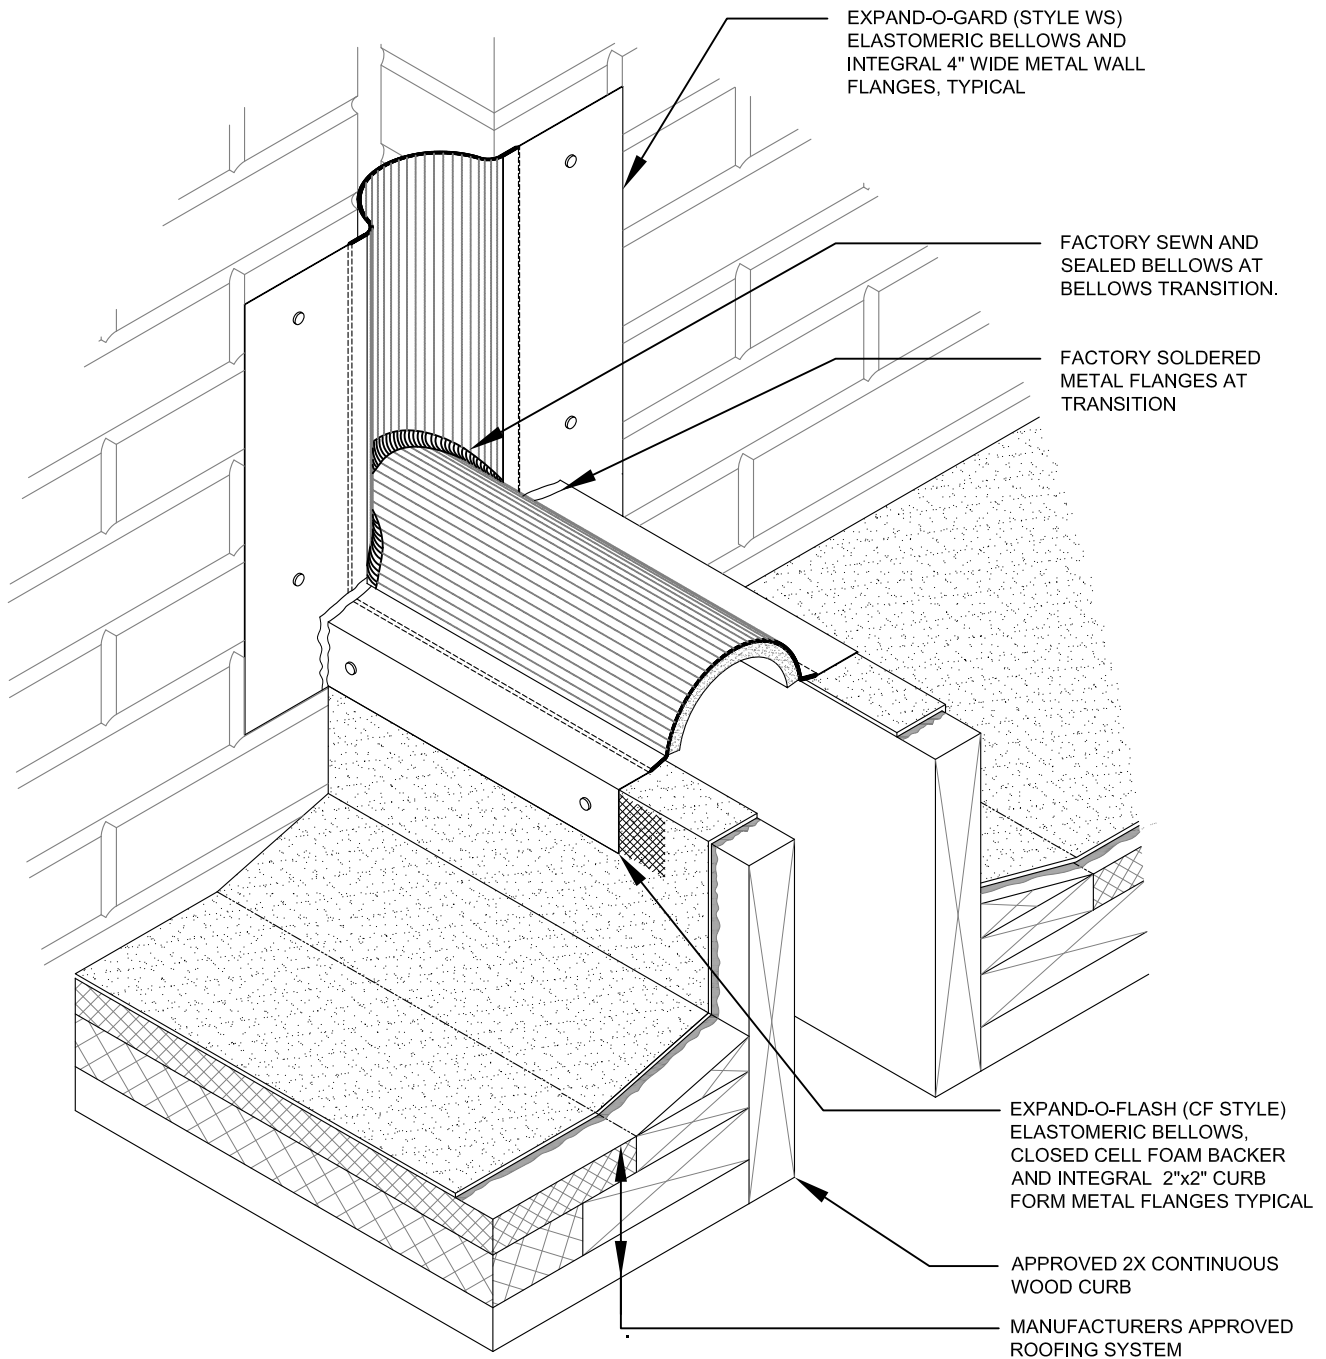 EXPAND-O-GARD (STYLE WS)
ELASTOMERIC BELLOWS AND
INTEGRAL 4" WIDE METAL WALL
FLANGES, TYPICAL
FACTORY SEWN AND
SEALED BELLOWS AT
BELLOWS TRANSITION.
FACTORY SOLDERED
METAL FLANGES AT
TRANSITION
EXPAND-O-FLASH (CF STYLE)
ELASTOMERIC BELLOWS,
CLOSED CELL FOAM BACKER
AND INTEGRAL 2"x2" CURB
FORM METAL FLANGES TYPICAL
APPROVED 2X CONTINUOUS
WOOD CURB
MANUFACTURERS APPROVED
ROOFING SYSTEM